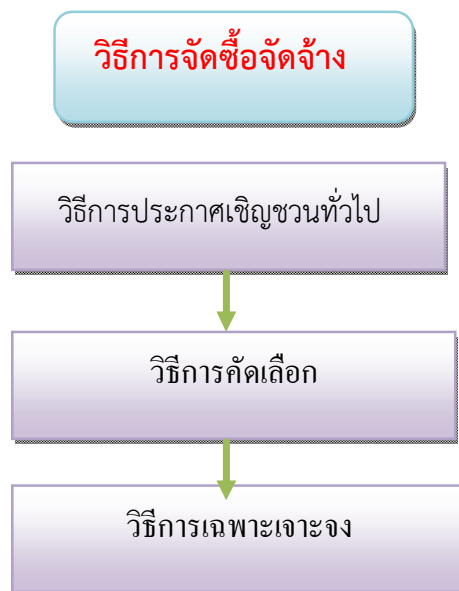 วิธีการจัดซื้อจัดจ้าง
วิธีการประกาศเชิญชวนทั่วไป
วิธีการคัดเลือก
วิธีการเฉพาะเจาะจง